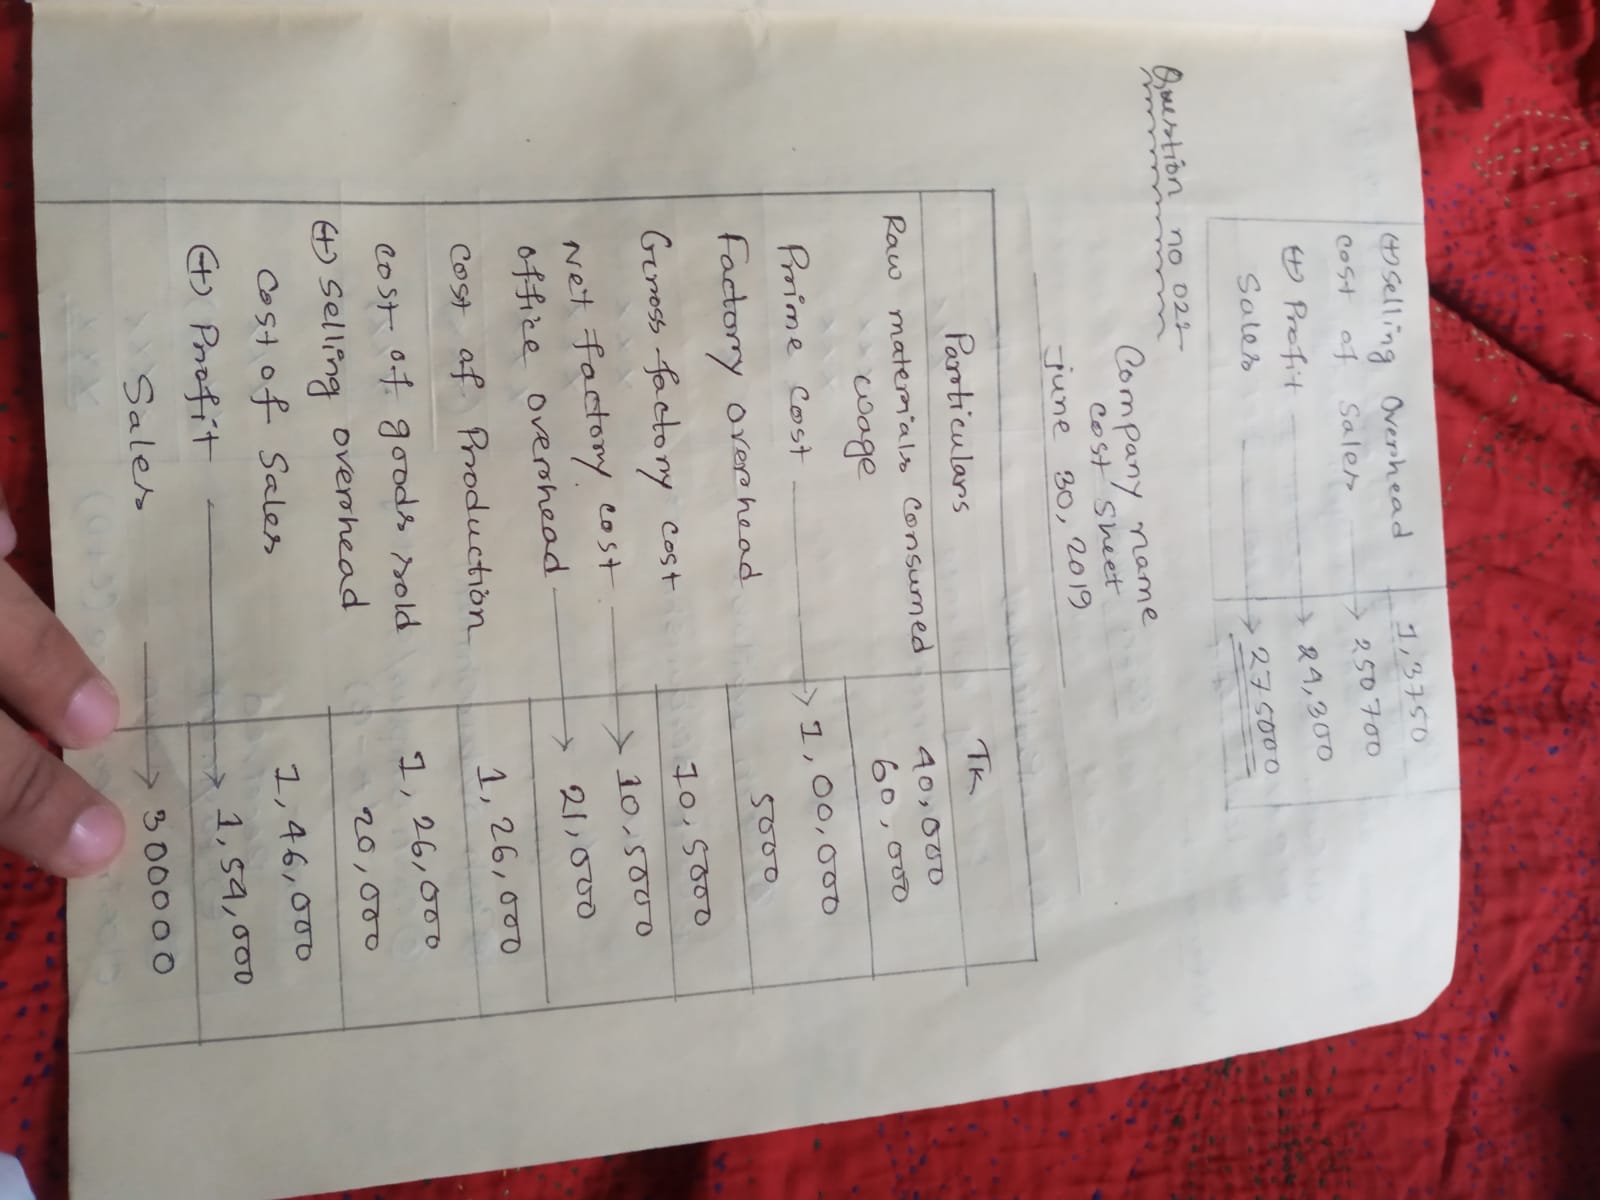 (+) Selling Overhead 1,3750
cost of Sales → 250700
(+) Profit → 24,300
Sales → 275000
Question no 02÷
Company name
cost sheet
june 30, 2019
Particulars Tk
Raw materials consumed 40,000
wage 60,000
Prime cost → 1,00,000
Factory overhead 5000
Gross factory cost 10,5000
Net factory cost → 10,5000
office overhead → 21,000
cost of Production 1,26,000
cost of goods sold 1,26,000
(+) selling overhead 20,000
Cost of Sales 1,46,000
(+) Profit → 1,54,000
Sales → 300000